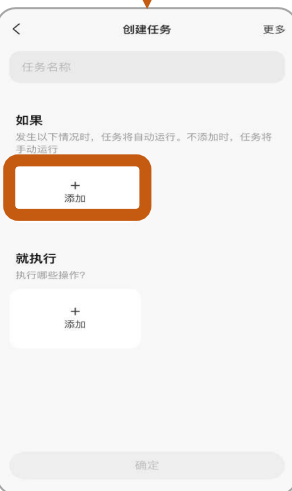 创建任务 更多
任务名称
如果
发生以下情况时，任务将自动运行。不添加时，任务将
手动运行
+
添加
就执行
执行哪些操作?
+
添加
确定